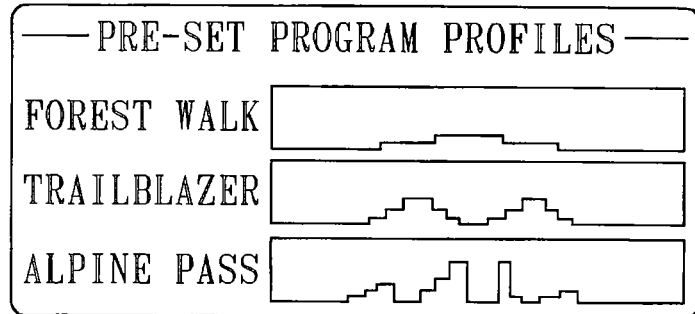 PRE-SET PROGRAM PROFILES
FOREST WALK
TRAILBLAZER
ALPINE PASS